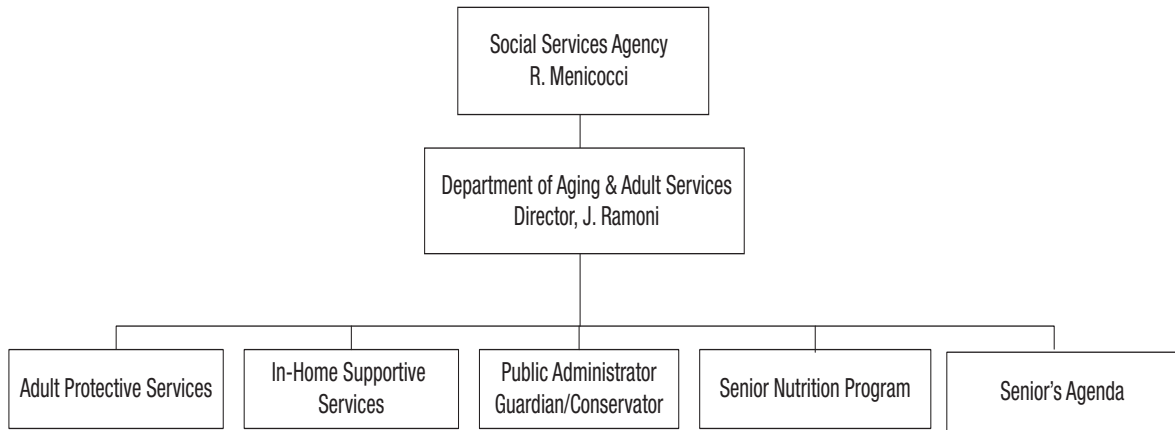 Social Services Agency
R. Menicocci
Department of Aging & Adult Services
Director, J. Ramoni
Adult Protective Services
In-Home Supportive
Services
Public Administrator
Guardian/Conservator
Senior Nutrition Program
Senior’s Agenda